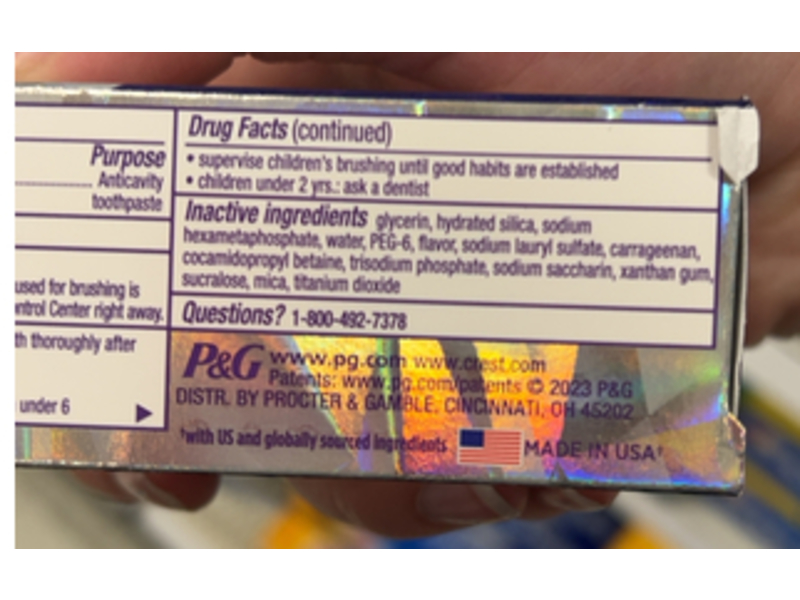 Purpose
Anticavity
toothpaste
used for brushing is
ntrol Center right away.
th thoroughly after
under 6
Drug Facts (continued)
• supervise children's brushing until good habits are established
• children under 2 yrs.: ask a dentist
Inactive ingredients glycerin, hydrated silica, sodium
hexametaphosphate, water, PEG-6, flavor, sodium lauryl sulfate, carrageenan,
cocamidopropyl betaine, trisodium phosphate, sodium saccharin, xanthan gum,
sucralose, mica, titanium dioxide
Questions? 1-800-492-7378
P&G www.pg.com www.crest.com
Patents: www.pg.com/patents © 2023 P&G
DISTR. BY PROCTER & GAMBLE, CINCINNATI, OH 45202
†with US and globally sourced ingredients MADE IN USA†